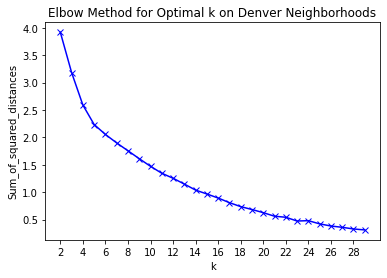 Elbow Method for Optimal k on Denver Neighborhoods
4.0
3.5
3.0
2.5
2.0
1.5
1.0
0.5
Sum_of_squared_distances
2 4 6 8 10 12 14 16 18 20 22 24 26 28
k